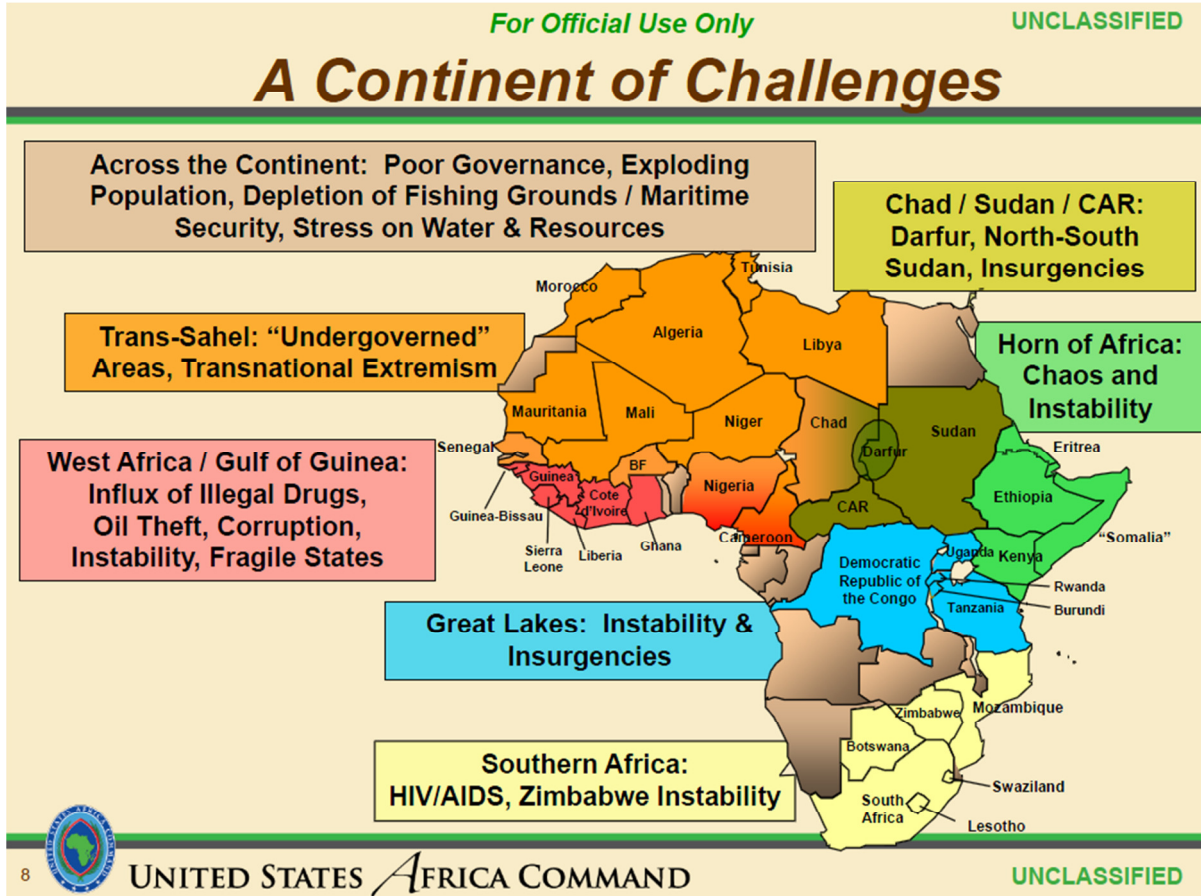 For Official Use Only
UNCLASSIFIED
A Continent of Challenges
Across the Continent: Poor Governance, Exploding
Population, Depletion of Fishing Grounds / Maritime
Security, Stress on Water & Resources
Chad / Sudan / CAR:
Darfur, North-South
Sudan, Insurgencies
Trans-Sahel: “Undergoverned”
Areas, Transnational Extremism
Horn of Africa:
Chaos and
Instability
West Africa / Gulf of Guinea:
Influx of Illegal Drugs,
Oil Theft, Corruption,
Instability, Fragile States
Great Lakes: Instability &
Insurgencies
Southern Africa:
HIV/AIDS, Zimbabwe Instability
Tunisia
Morocco
Algeria
Libya
Mauritania
Mali
Niger
Chad
Sudan
Darfur
Eritrea
Senegal
BF
Guinea
Nigeria
Ethiopia
Cote
d'Ivoire
CAR
Guinea-Bissau
Cameroon
“Somalia”
Sierra
Leone
Liberia
Ghana
Democratic
Republic of
the Congo
Uganda
Kenya
Rwanda
Burundi
Tanzania
Zimbabwe
Mozambique
Botswana
Swaziland
South
Africa
Lesotho
8
UNITED STATES AFRICA COMMAND
UNITED STATES AFRICA COMMAND
UNCLASSIFIED